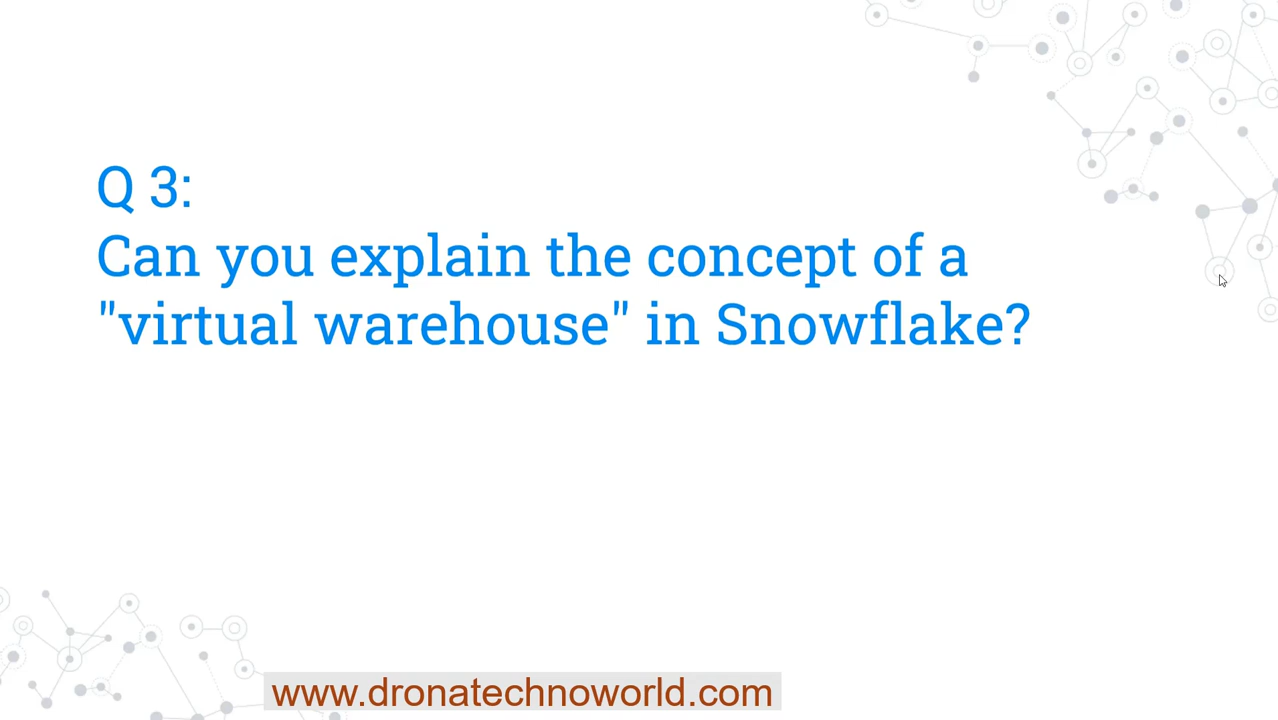 Q 3:
Can you explain the concept of a
"virtual warehouse" in Snowflake?
www.dronatechnoworld.com